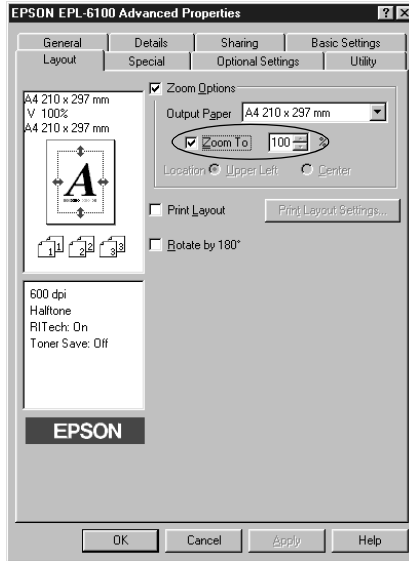 EPSON EPL-6100 Advanced Properties
General Details Sharing Basic Settings
Layout Special Optional Settings Utility
A4 210 x 297 mm
V 100%
A4 210 x 297 mm
A
1 1 2 2 3 3
600 dpi
Halftone
RITech: On
Toner Save: Off
EPSON
Zoom Options
Output Paper A4 210 x 297 mm
Zoom To 100 %
Location Upper Left Center
Print Layout Print Layout Settings...
Rotate by 180°
OK Cancel Apply Help